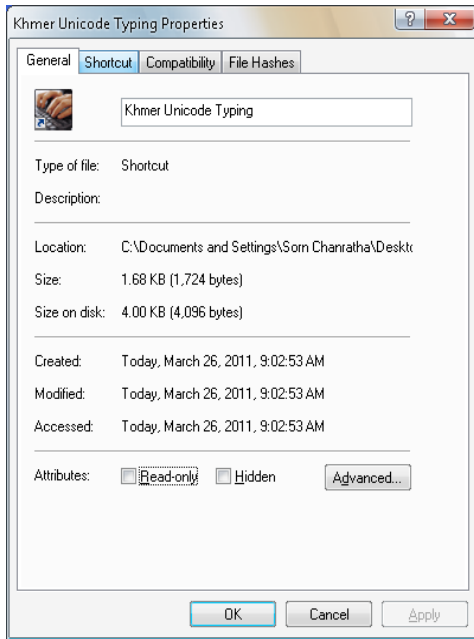 Khmer Unicode Typing Properties
General Shortcut Compatibility File Hashes
Khmer Unicode Typing
Type of file: Shortcut
Description:
Location: C:\Documents and Settings\Sorn Chanratha\Deskto
Size: 1.68 KB (1,724 bytes)
Size on disk: 4.00 KB (4,096 bytes)
Created: Today, March 26, 2011, 9:02:53 AM
Modified: Today, March 26, 2011, 9:02:53 AM
Accessed: Today, March 26, 2011, 9:02:53 AM
Attributes: Read-only Hidden Advanced...
OK Cancel Apply